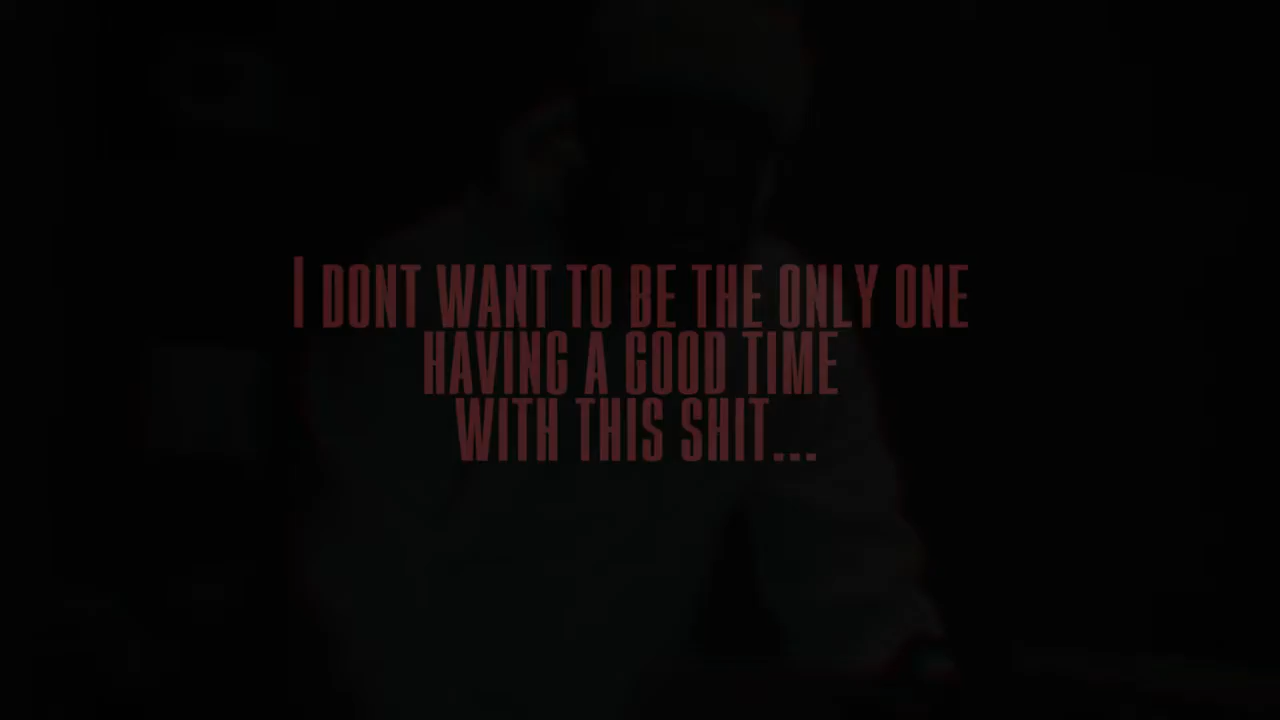 I DONT WANT TO BE THE ONLY ONE
HAVING A GOOD TIME
WITH THIS SHIT...